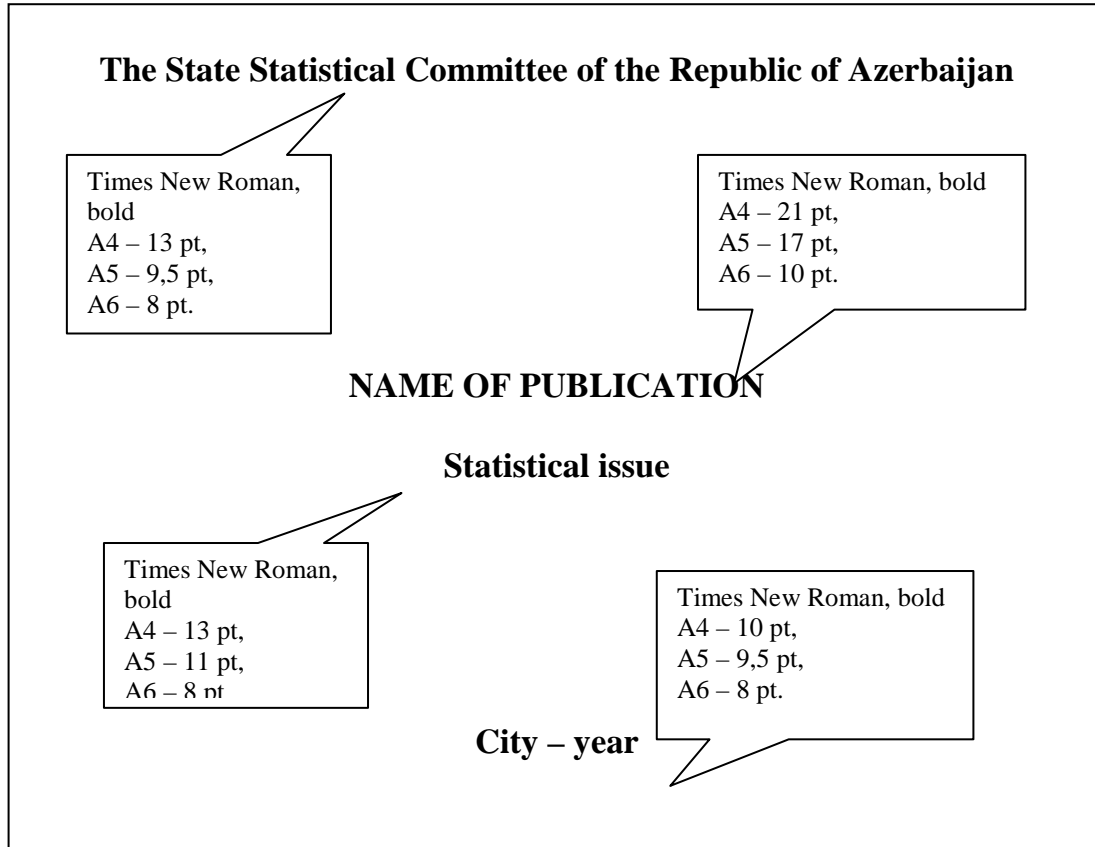 The State Statistical Committee of the Republic of Azerbaijan
Times New Roman,
bold
A4 – 13 pt,
A5 – 9,5 pt,
A6 – 8 pt.
Times New Roman, bold
A4 – 21 pt,
A5 – 17 pt,
A6 – 10 pt.
NAME OF PUBLICATION
Statistical issue
Times New Roman,
bold
A4 – 13 pt,
A5 – 11 pt,
A6 – 8 pt
Times New Roman, bold
A4 – 10 pt,
A5 – 9,5 pt,
A6 – 8 pt.
City – year